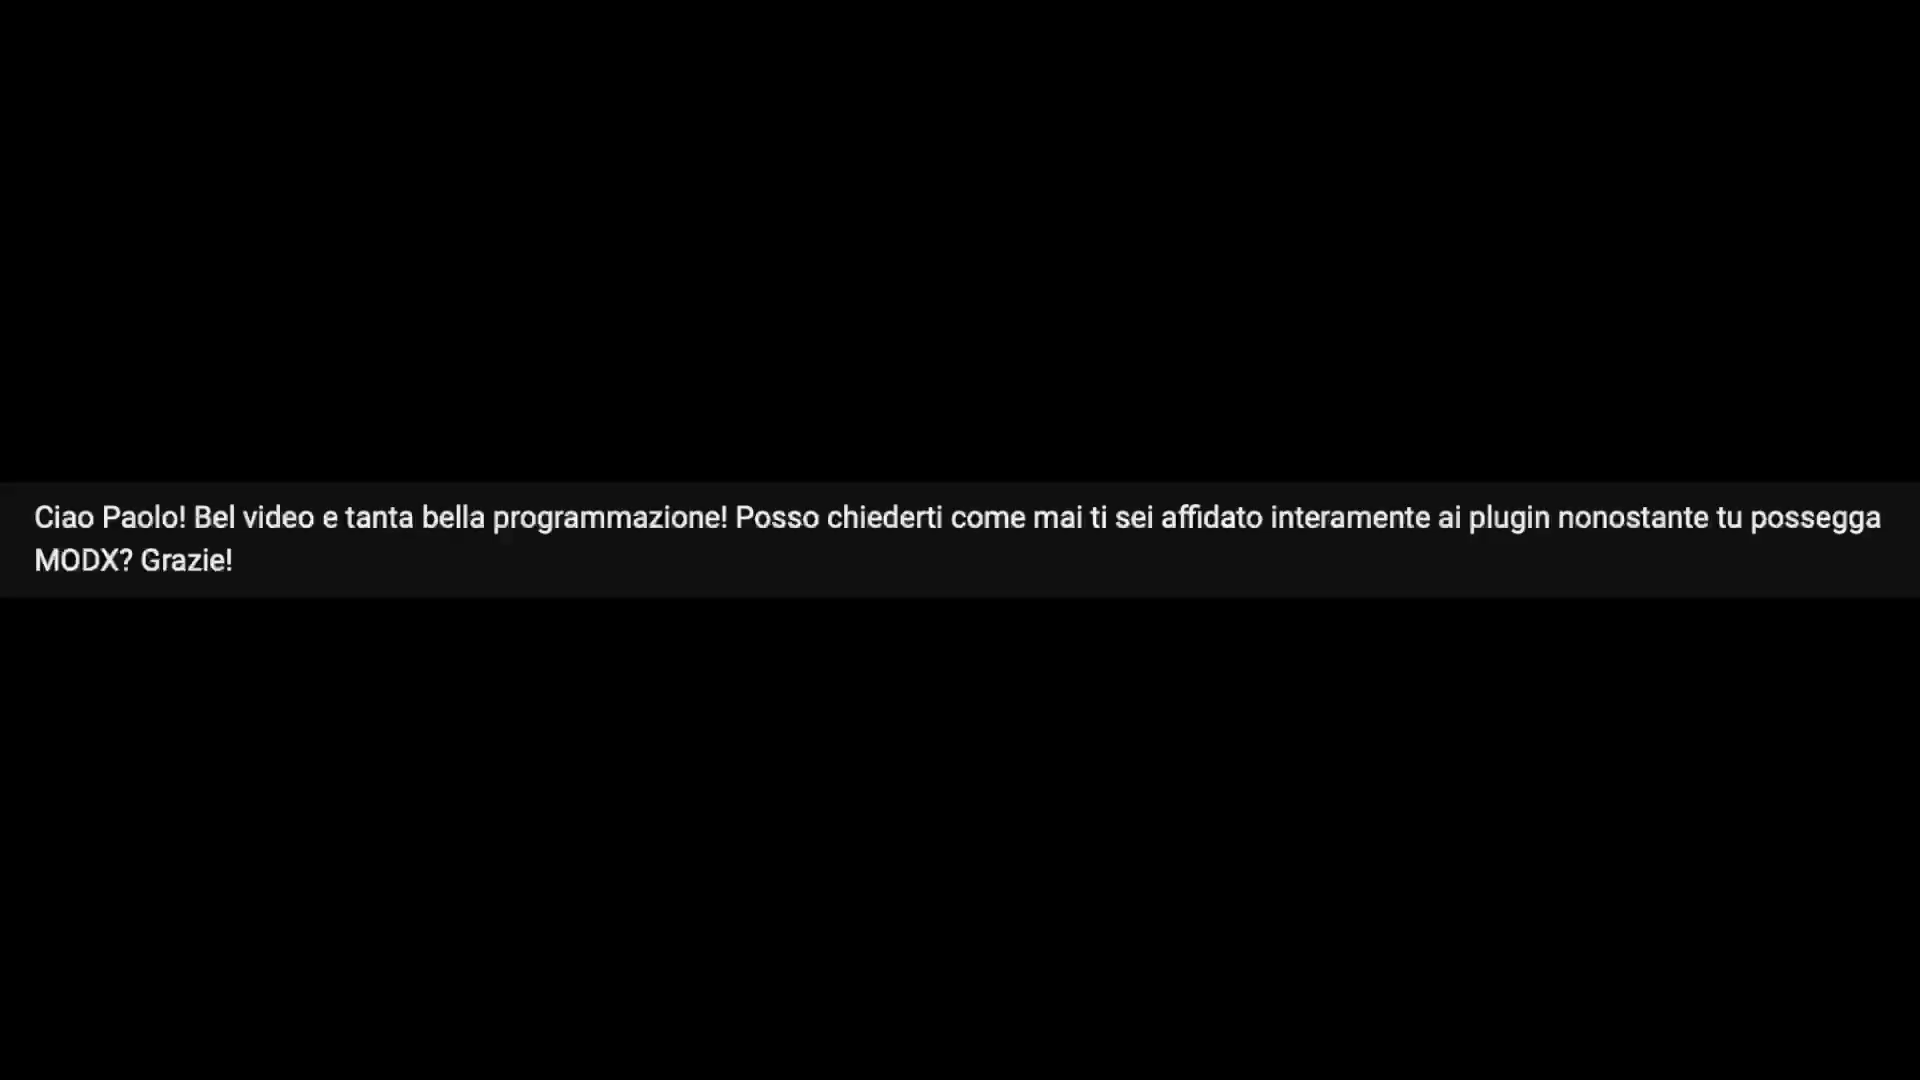 Ciao Paolo! Bel video e tanta bella programmazione! Posso chiederti come mai ti sei affidato interamente ai plugin nonostante tu possegga
MODX? Grazie!